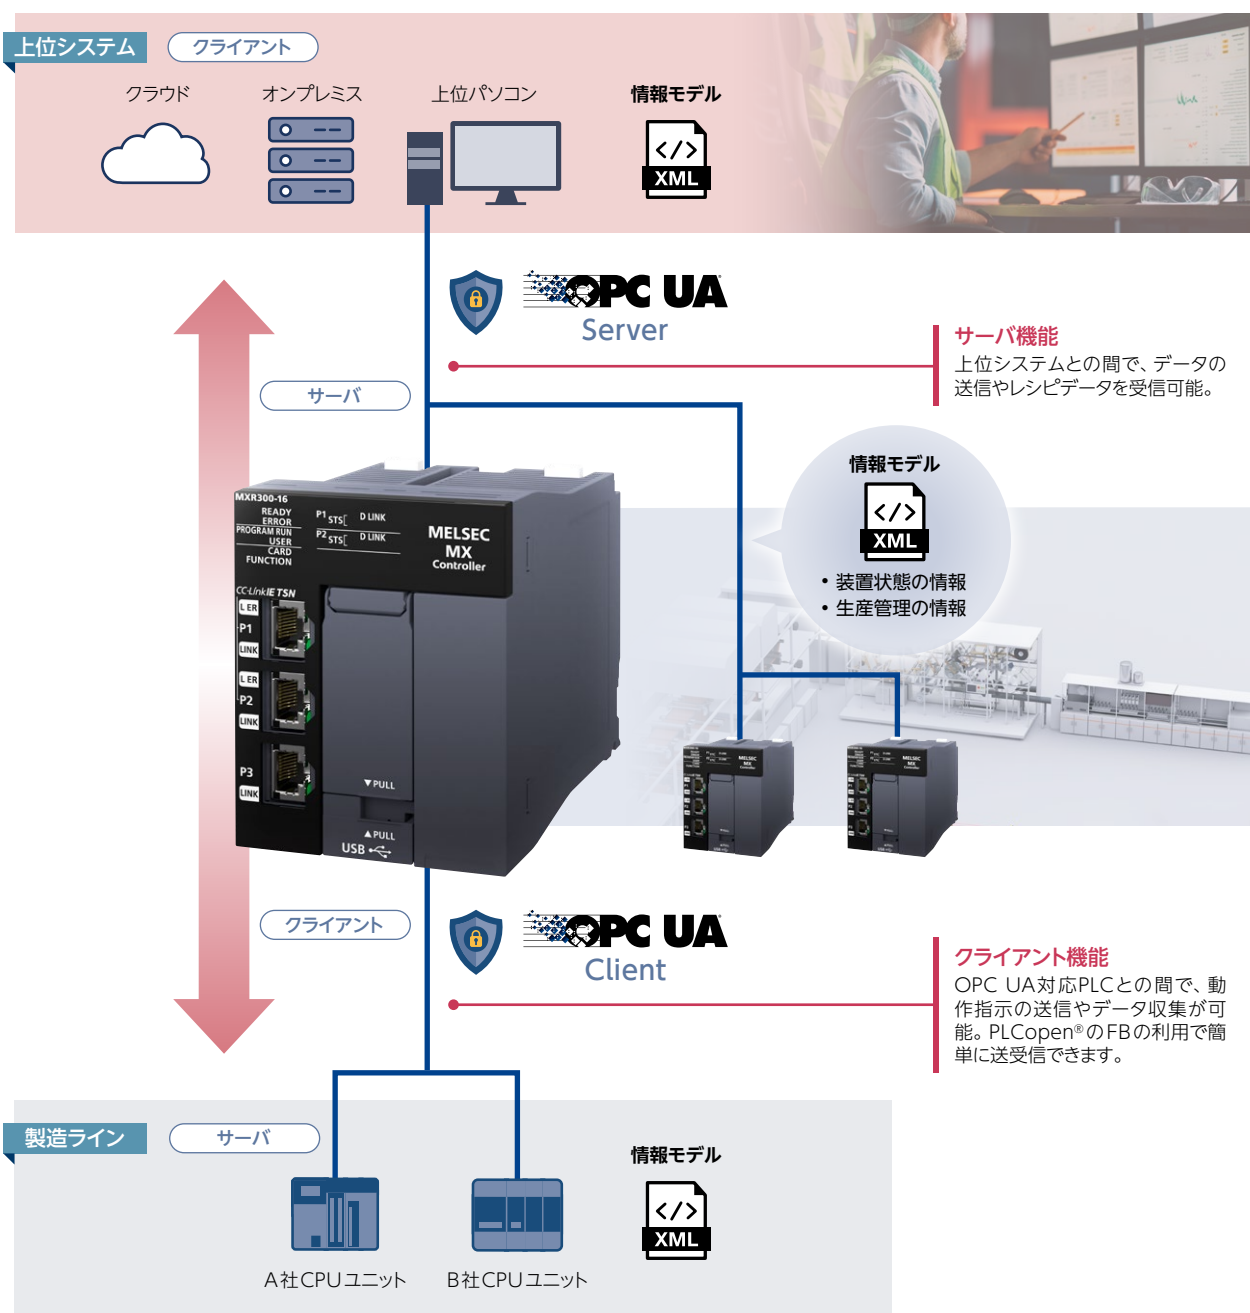 上位システム
クライアント
クラウド
オンプレミス
上位パソコン
情報モデル
</>
XML
OPC UA
Server
サーバ機能
上位システムとの間で、データの
送信やレシピデータを受信可能。
サーバ
情報モデル
</>
XML
・装置状態の情報
・生産管理の情報
MXR300-16
READY
ERROR
PROGRAM RUN
USER
CARD
FUNCTION
P1 STS[ D LINK
P2 STS[ D LINK
MELSEC
MX
Controller
CC-Link IE TSN
L ER
P1
LINK
L ER
P2
LINK
P3
LINK
▼PULL
▲PULL
USB
MELSEC
MX
Controller
MELSEC
MX
Controller
クライアント
OPC UA
Client
クライアント機能
OPC UA対応PLCとの間で、動
作指示の送信やデータ収集が可
能。PLCopen®のFBの利用で簡
単に送受信できます。
製造ライン
サーバ
情報モデル
</>
XML
A社CPUユニット
B社CPUユニット